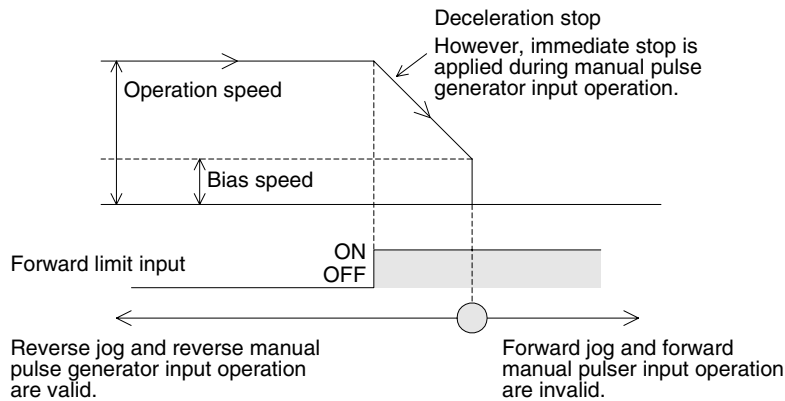 Deceleration stop
However, immediate stop is
applied during manual pulse
generator input operation.
Operation speed
Bias speed
Forward limit input
ON
OFF
Reverse jog and reverse manual
pulse generator input operation
are valid.
Forward jog and forward
manual pulser input operation
are invalid.